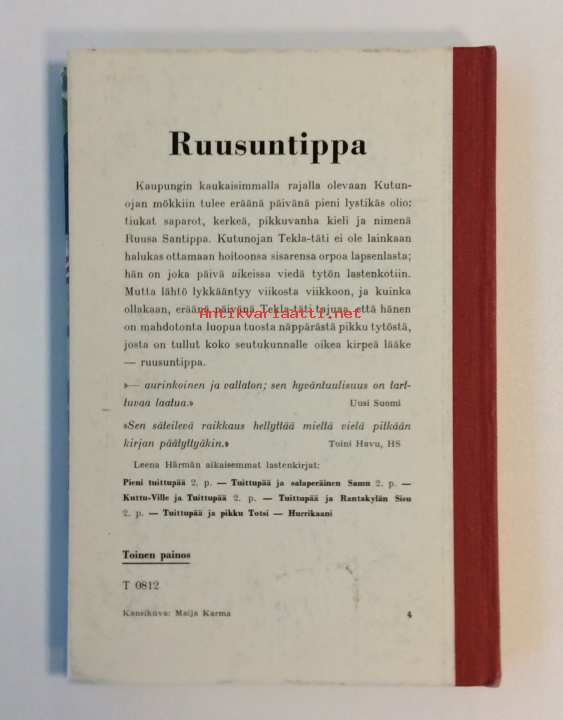 Ruusuntippa
Kaupungin kaukaisimmalla rajalla olevaan Kutun-
ojan mökkiin tulee eräänä päivänä pieni lystikäs olio:
tiukat saparot, kerkeä, pikkuvanha kieli ja nimenä
Ruusa Santippa. Kutunojan Tekla-täti ei ole lainkaan
halukas ottamaan hoitoonsa sisarensa orpoa lapsenlasta;
hän on joka päivä aikeissa viedä tytön lastenkotiin.
Mutta lähtö lykkääntyy viikosta viikkoon, ja kuinka
ollakaan, eräänä päivänä Tekla-täti tajuaa, että hänen
Antikvariaatti.net
on mahdotonta luopua tuosta näppärästä pikku tytöstä,
josta on tullut koko seutukunnalle oikea kirpeä lääke
— ruusuntippa.
»— aurinkoinen ja vallaton; sen hyväntuulisuus on tart-
tuvaa laatua.» Uusi Suomi
»Sen säteilevä raikkaus hellyttää mieltä vielä pitkään
kirjan päätyttyäkin.» Toini Havu, HS
Leena Härmän aikaisemmat lastenkirjat:
Pieni tuittupää 2. p. — Tuittupää ja salaperäinen Samu 2. p. —
Kuttu-Ville ja Tuittupää 2. p. — Tuittupää ja Rantakylän Sisu
2. p. — Tuittupää ja pikku Totsi — Hurrikaani
Toinen painos
T 0812
Kansikuva: Maija Karma 4